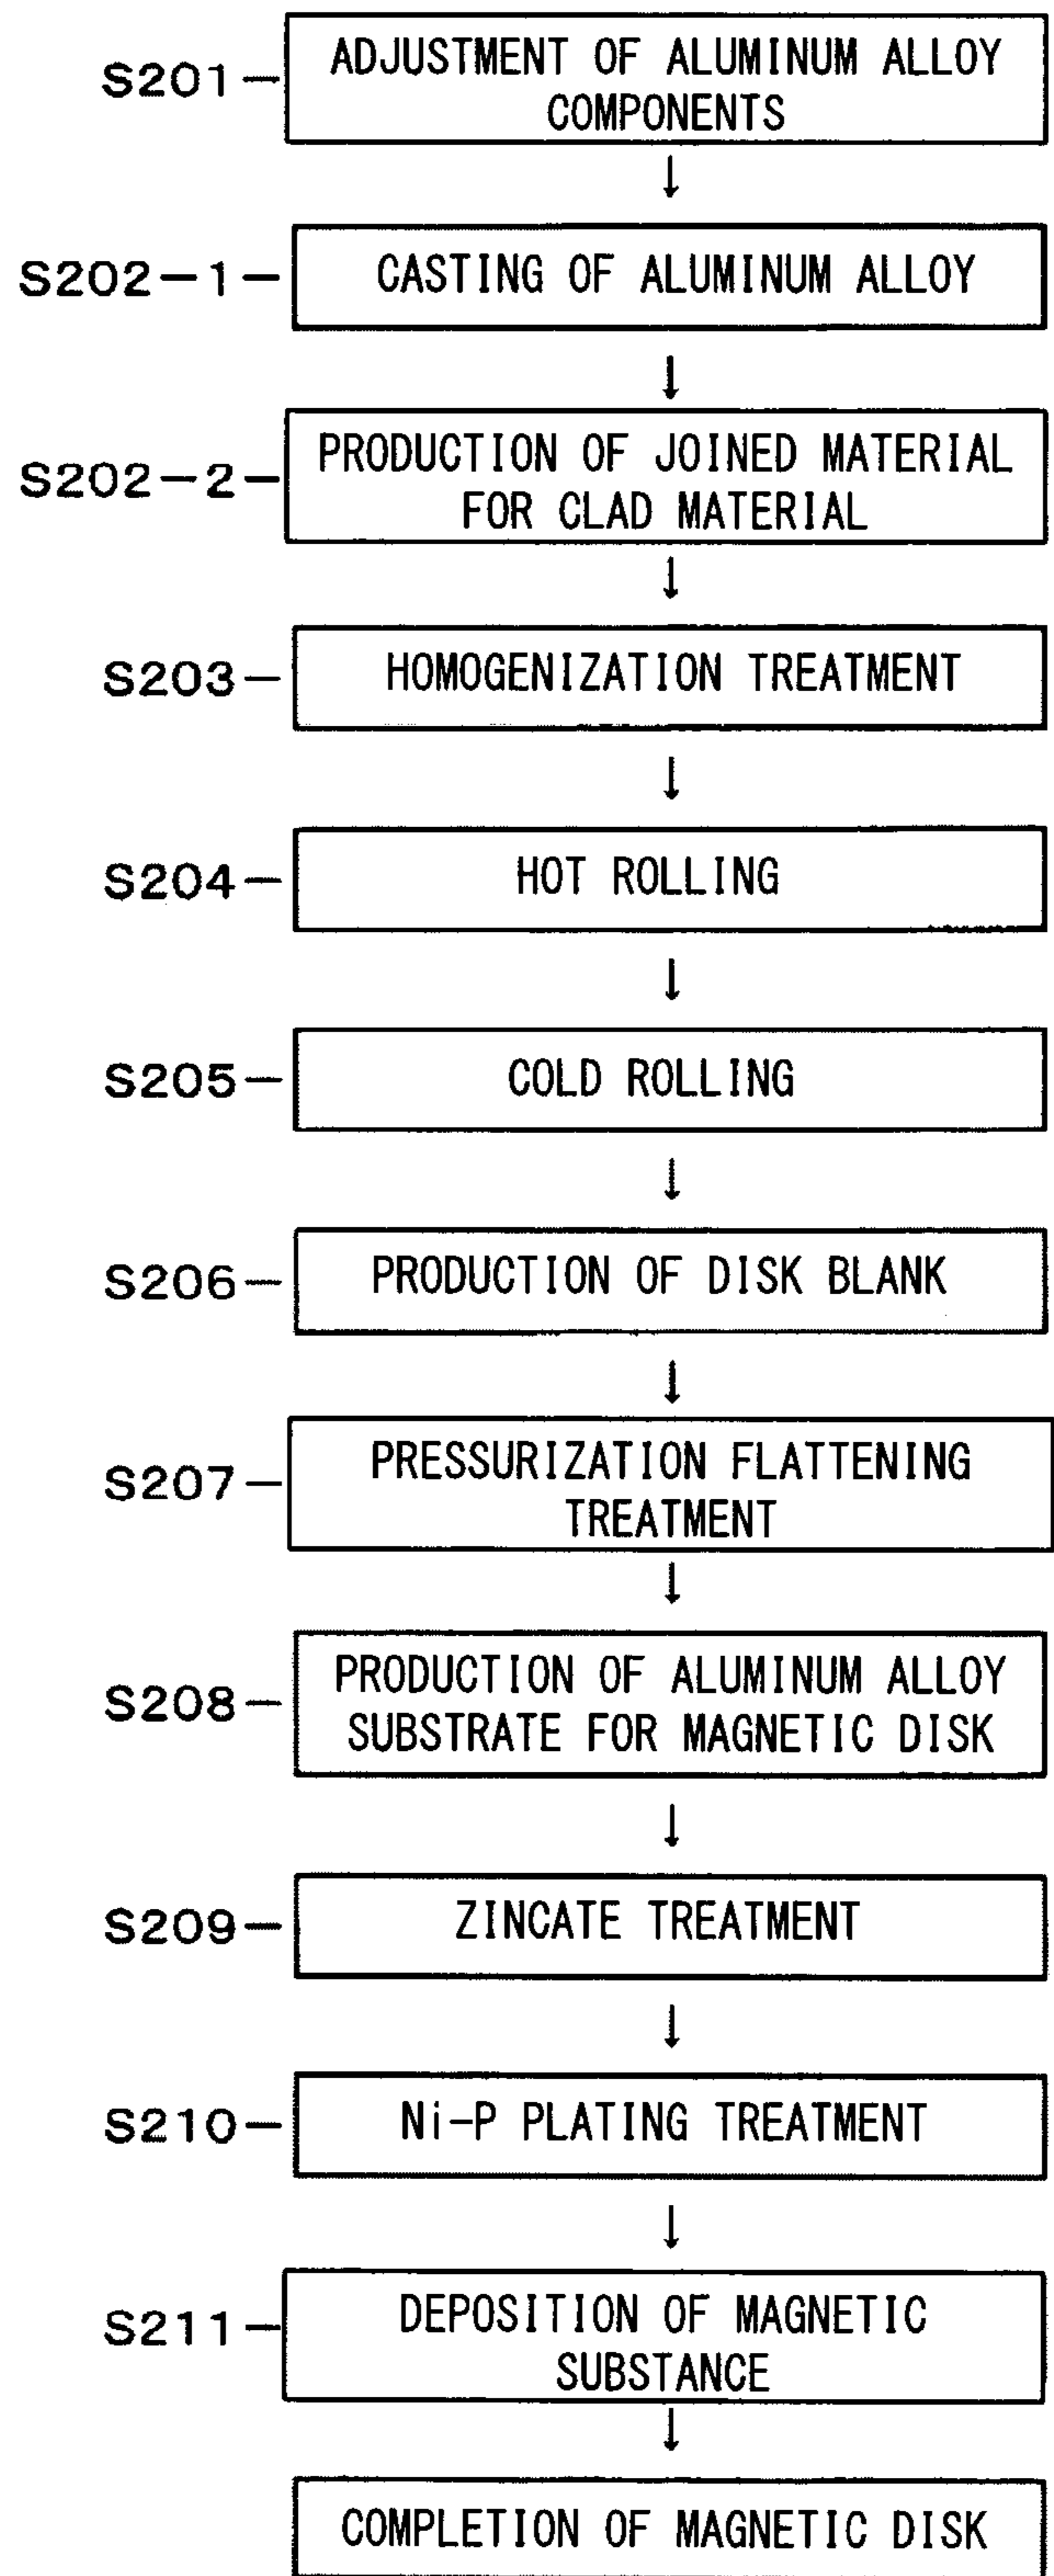 S201
ADJUSTMENT OF ALUMINUM ALLOY
COMPONENTS
S202-1
CASTING OF ALUMINUM ALLOY
S202-2
PRODUCTION OF JOINED MATERIAL
FOR CLAD MATERIAL
S203
HOMOGENIZATION TREATMENT
S204
HOT ROLLING
S205
COLD ROLLING
S206
PRODUCTION OF DISK BLANK
S207
PRESSURIZATION FLATTENING
TREATMENT
S208
PRODUCTION OF ALUMINUM ALLOY
SUBSTRATE FOR MAGNETIC DISK
S209
ZINCATE TREATMENT
S210
Ni-P PLATING TREATMENT
S211
DEPOSITION OF MAGNETIC
SUBSTANCE
COMPLETION OF MAGNETIC DISK